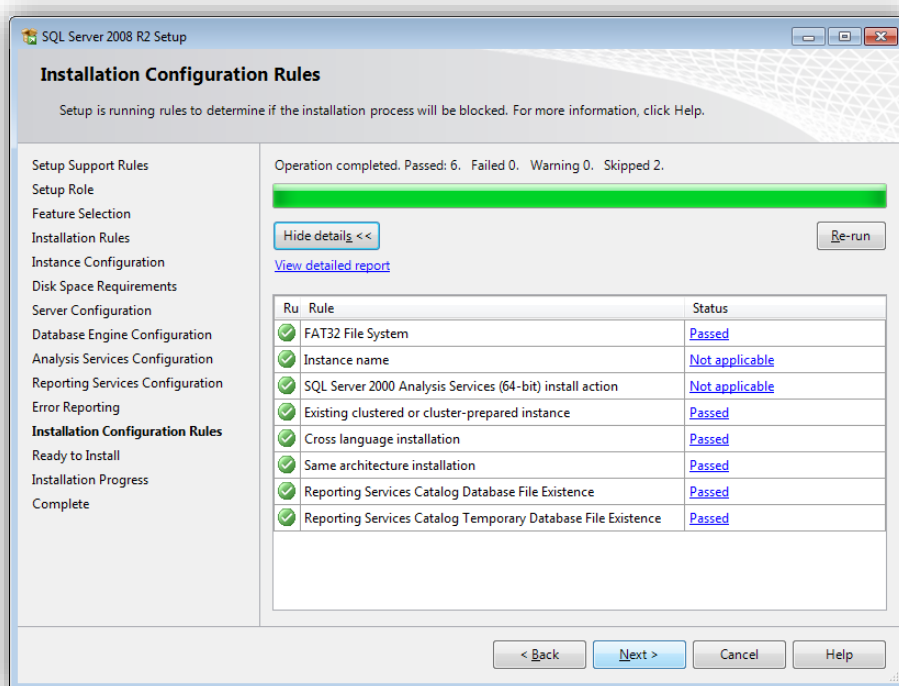 SQL Server 2008 R2 Setup
Installation Configuration Rules
Setup is running rules to determine if the installation process will be blocked. For more information, click Help.
Setup Support Rules
Setup Role
Feature Selection
Installation Rules
Instance Configuration
Disk Space Requirements
Server Configuration
Database Engine Configuration
Analysis Services Configuration
Reporting Services Configuration
Error Reporting
Installation Configuration Rules
Ready to Install
Installation Progress
Complete
Operation completed. Passed: 6. Failed 0. Warning 0. Skipped 2.
Hide details << Re-run
View detailed report
Ru Rule Status
FAT32 File System Passed
Instance name Not applicable
SQL Server 2000 Analysis Services (64-bit) install action Not applicable
Existing clustered or cluster-prepared instance Passed
Cross language installation Passed
Same architecture installation Passed
Reporting Services Catalog Database File Existence Passed
Reporting Services Catalog Temporary Database File Existence Passed
< Back Next > Cancel Help